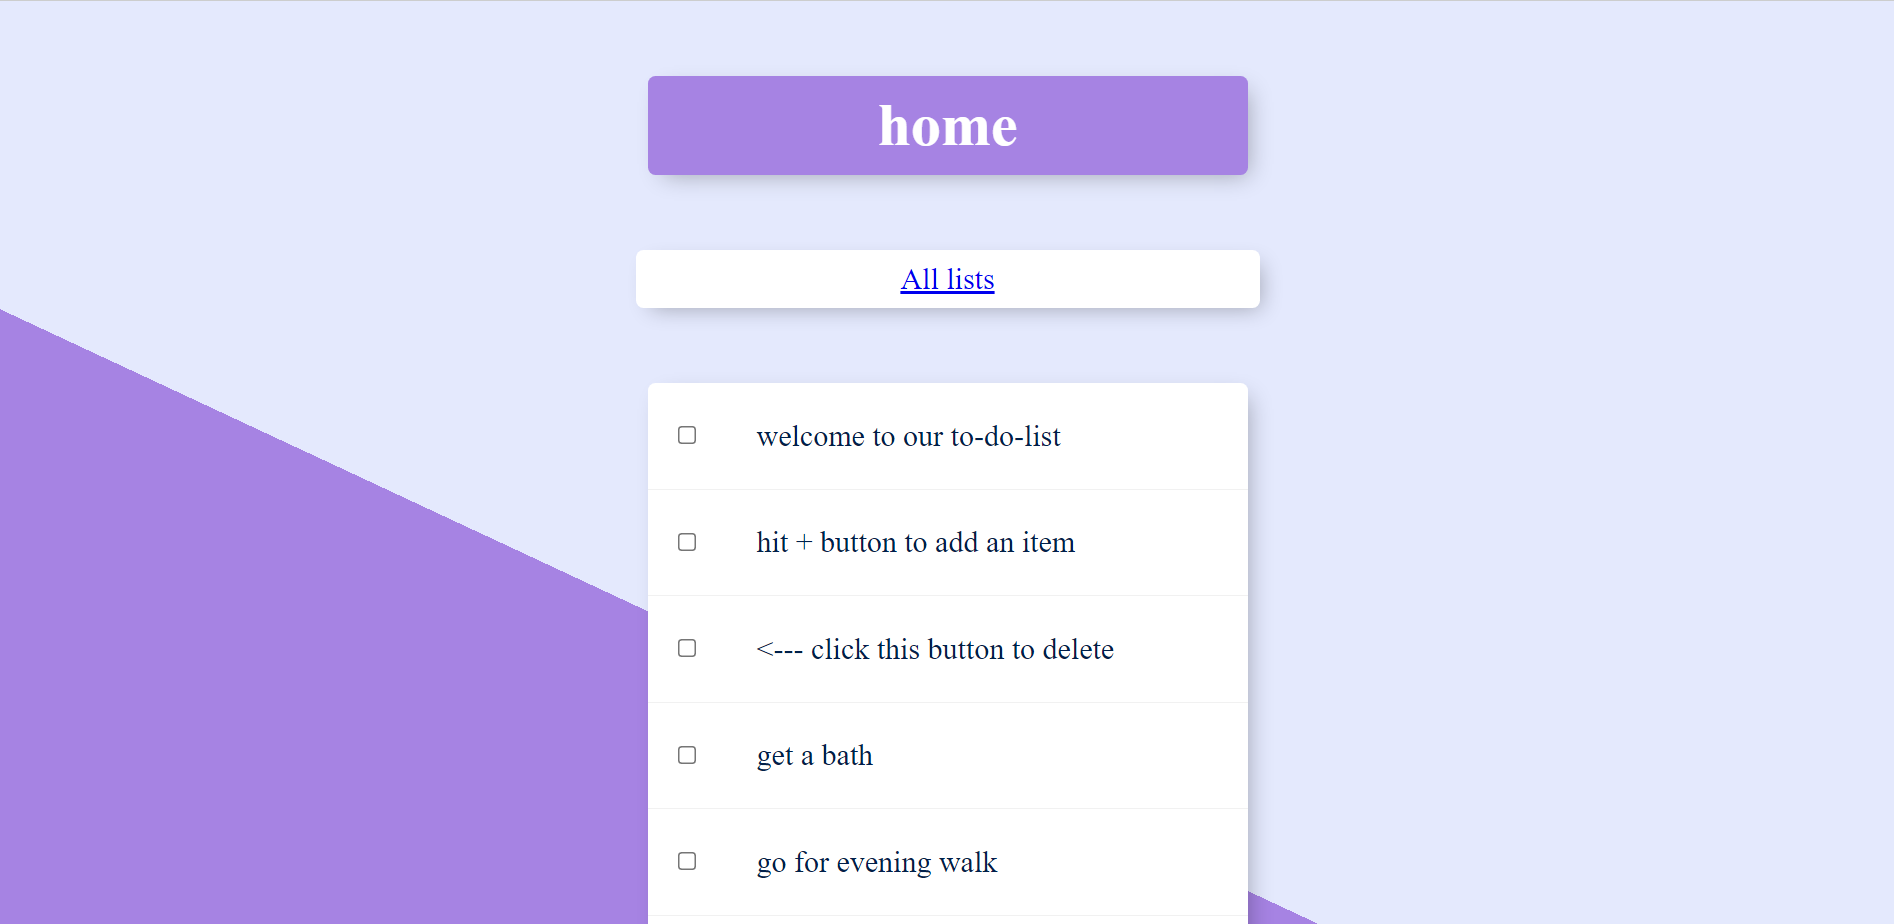 home
All lists
welcome to our to-do-list
hit + button to add an item
<--- click this button to delete
get a bath
go for evening walk